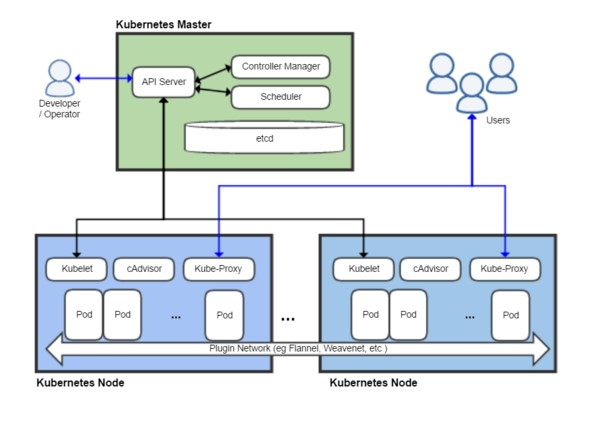 Kubernetes Master
API Server
Controller Manager
Scheduler
etcd
Developer
/ Operator
Users
Kubelet
cAdvisor
Kube-Proxy
Kubelet
cAdvisor
Kube-Proxy
Pod
Pod
...
Pod
...
Pod
Pod
...
Pod
Plugin Network (eg Flannel, Weavenet, etc )
Kubernetes Node
Kubernetes Node